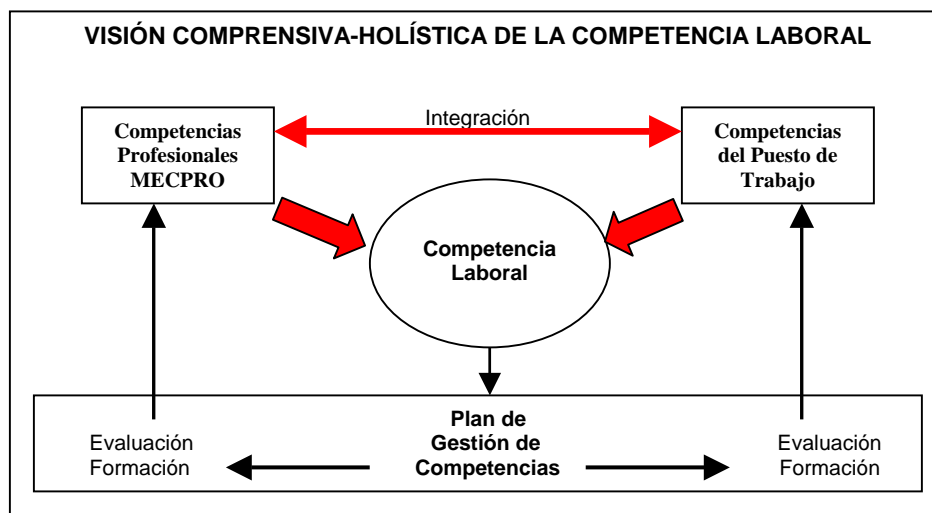 VISIÓN COMPRENSIVA-HOLÍSTICA DE LA COMPETENCIA LABORAL
Integración
Competencias
Profesionales
MECPRO
Competencias
del Puesto de
Trabajo
Competencia
Laboral
Evaluación
Formación
Plan de
Gestión de
Competencias
Evaluación
Formación